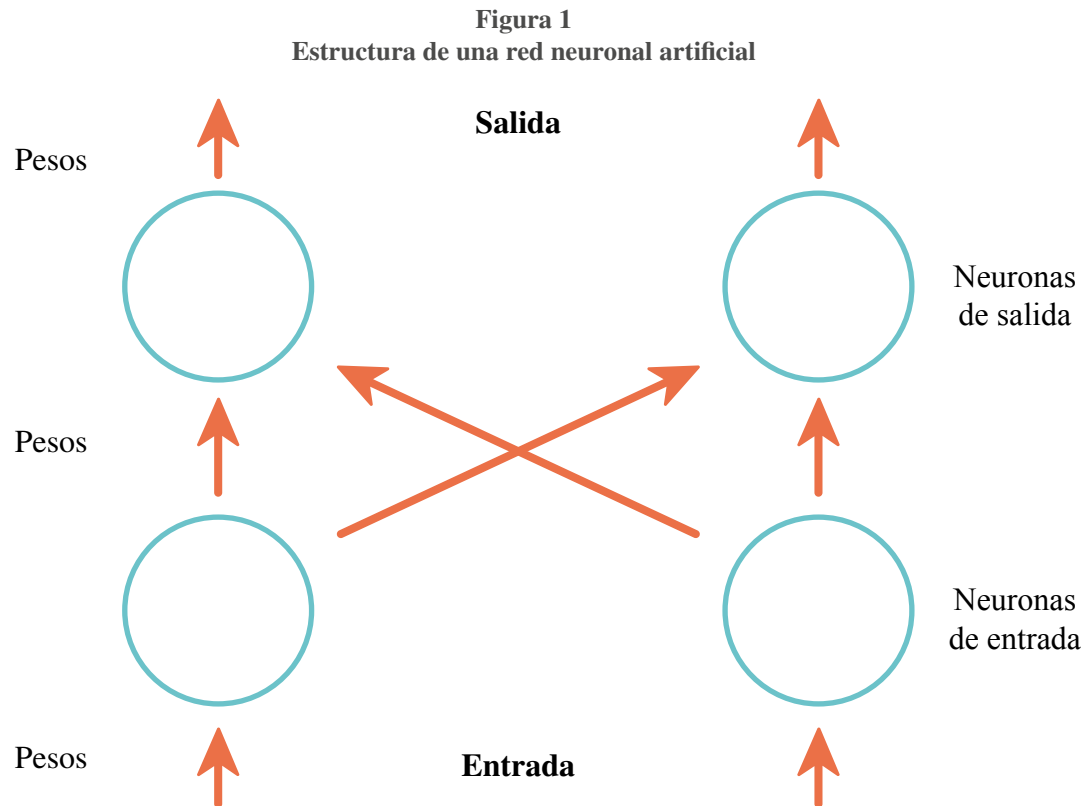 Figura 1
Estructura de una red neuronal artificial
Salida
Pesos
Neuronas
de salida
Pesos
Neuronas
de entrada
Pesos
Entrada